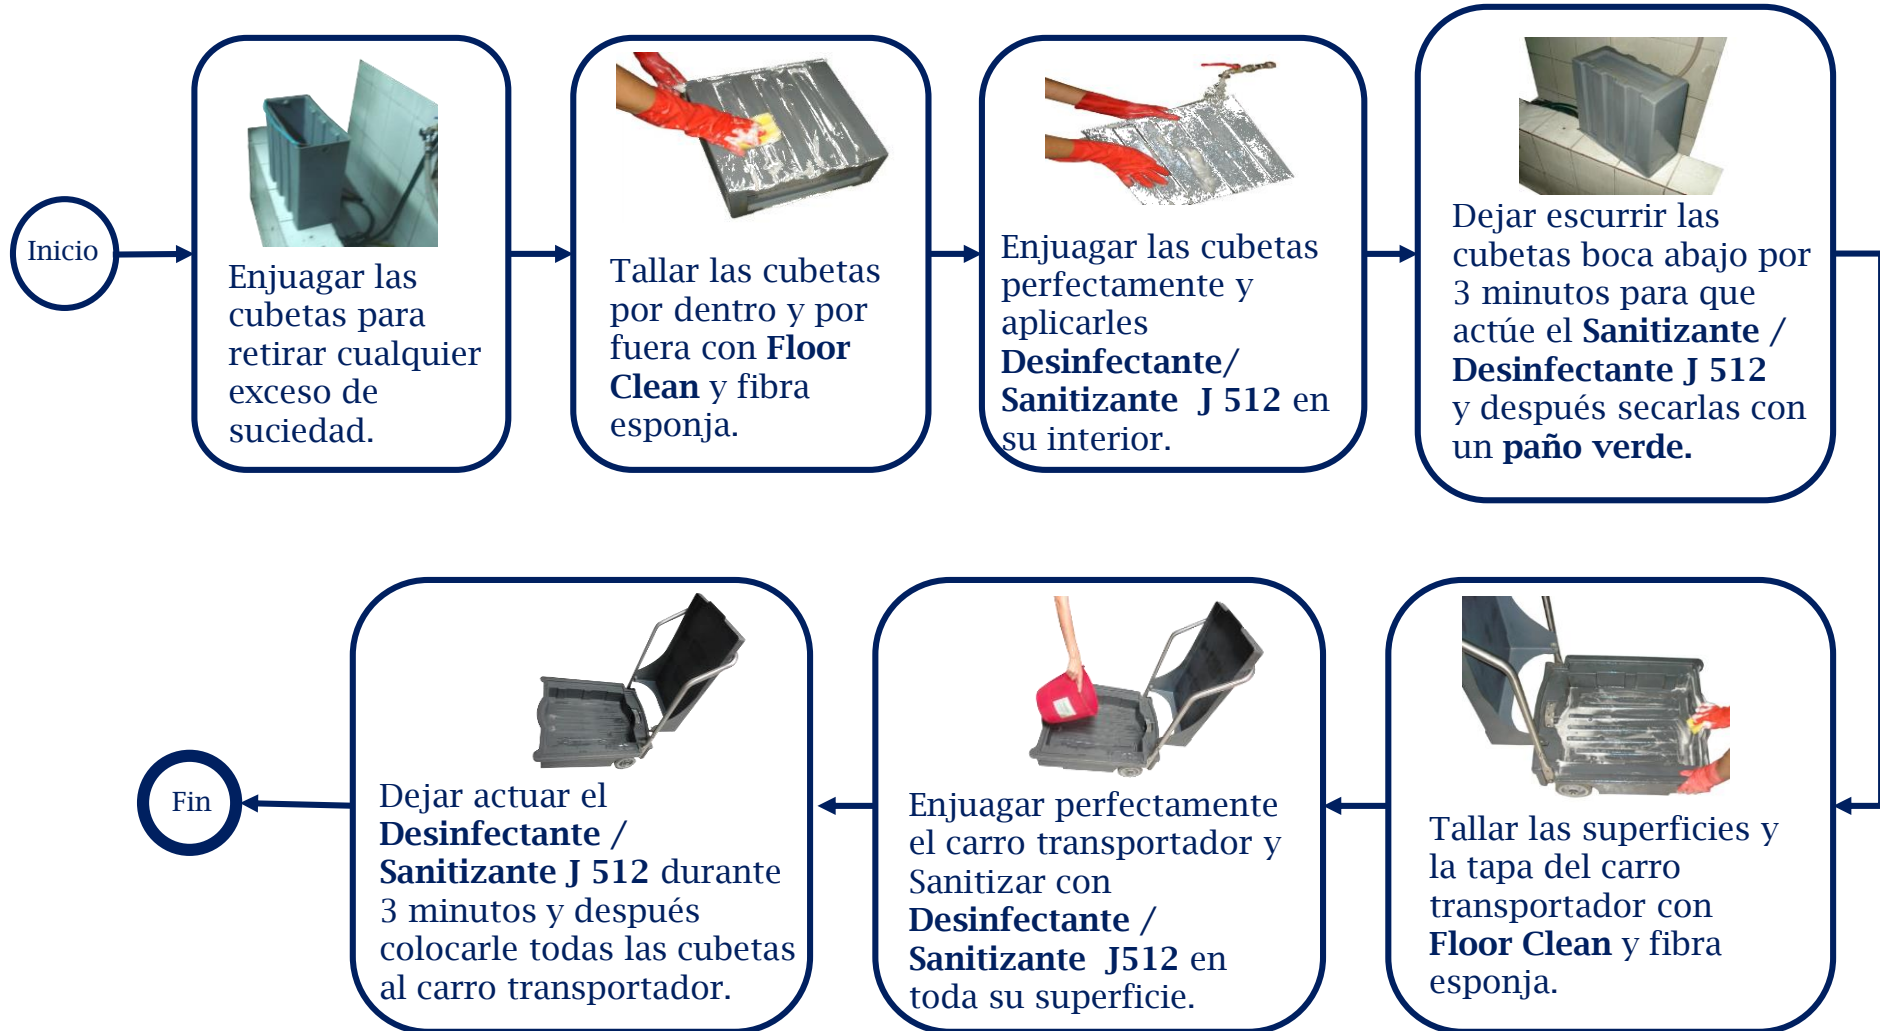 Inicio
Enjuagar las
cubetas para
retirar cualquier
exceso de
suciedad.
Tallar las cubetas
por dentro y por
fuera con Floor
Clean y fibra
esponja.
Enjuagar las cubetas
perfectamente y
aplicarles
Desinfectante/
Sanitizante J 512 en
su interior.
Dejar escurrir las
cubetas boca abajo por
3 minutos para que
actúe el Sanitizante /
Desinfectante J 512
y después secarlas con
un paño verde.
Tallar las superficies y
la tapa del carro
transportador con
Floor Clean y fibra
esponja.
Enjuagar perfectamente
el carro transportador y
Sanitizar con
Desinfectante /
Sanitizante J512 en
toda su superficie.
Dejar actuar el
Desinfectante /
Sanitizante J 512 durante
3 minutos y después
colocarle todas las cubetas
al carro transportador.
Fin